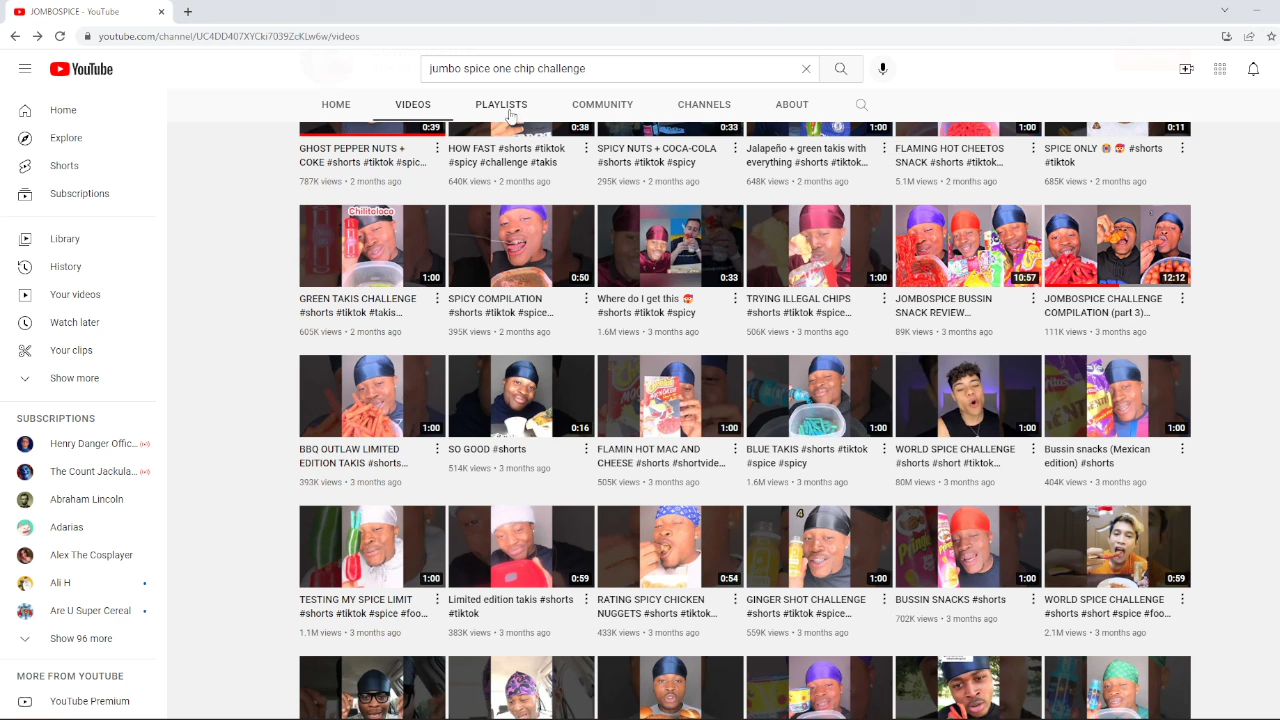 JOMBOSPICE - YouTube
youtube.com/channel/UC4DD407XYCki7039ZcKLw6w/videos
YouTube
jumbo spice one chip challenge
HOME VIDEOS PLAYLISTS COMMUNITY CHANNELS ABOUT
Home
Explore
Shorts
Subscriptions
Library
History
Your videos
Watch later
Your clips
Show more
SUBSCRIPTIONS
Henry Danger Offic...
The Count Jackula...
Abraham Lincoln
Adarias
Alex The Cosplayer
Ali H
Are U Super Cereal
Show 96 more
MORE FROM YOUTUBE
YouTube Premium
0:39
GHOST PEPPER NUTS +
COKE #shorts #tiktok #spic...
787K views • 2 months ago
0:38
HOW FAST #shorts #tiktok
#spicy #challenge #takis
640K views • 2 months ago
0:33
SPICY NUTS + COCA-COLA
#shorts #tiktok #spicy
295K views • 2 months ago
1:00
Jalapeño + green takis with
everything #shorts #tiktok...
648K views • 2 months ago
1:00
FLAMING HOT CHEETOS
SNACK #shorts #tiktok...
5.1M views • 2 months ago
0:11
SPICE ONLY #shorts
#tiktok
685K views • 2 months ago
Chilitoloco
1:00
GREEN TAKIS CHALLENGE
#shorts #tiktok #takis...
605K views • 2 months ago
0:50
SPICY COMPILATION
#shorts #tiktok #spice...
395K views • 2 months ago
0:33
Where do I get this
#shorts #tiktok #spicy
1.6M views • 3 months ago
1:00
TRYING ILLEGAL CHIPS
#shorts #tiktok #spice...
506K views • 3 months ago
10:57
JOMBOSPICE BUSSIN
SNACK REVIEW...
89K views • 3 months ago
12:12
JOMBOSPICE CHALLENGE
COMPILATION (part 3)...
111K views • 3 months ago
1:00
BBQ OUTLAW LIMITED
EDITION TAKIS #shorts...
393K views • 3 months ago
0:16
SO GOOD #shorts
514K views • 3 months ago
1:00
FLAMIN HOT MAC AND
CHEESE #shorts #shortvide...
505K views • 3 months ago
1:00
BLUE TAKIS #shorts #tiktok
#spice #spicy
1.6M views • 3 months ago
1:00
WORLD SPICE CHALLENGE
#shorts #short #tiktok...
80M views • 3 months ago
1:00
Bussin snacks (Mexican
edition) #shorts
404K views • 3 months ago
1:00
TESTING MY SPICE LIMIT
#shorts #tiktok #spice #foo...
1.1M views • 3 months ago
0:59
Limited edition takis #shorts
#tiktok
383K views • 3 months ago
0:54
RATING SPICY CHICKEN
NUGGETS #shorts #tiktok...
433K views • 3 months ago
4
1:00
GINGER SHOT CHALLENGE
#shorts #tiktok #spice...
559K views • 3 months ago
Pringles
1:00
BUSSIN SNACKS #shorts
702K views • 3 months ago
0:59
WORLD SPICE CHALLENGE
#shorts #short #spice #foo...
2.1M views • 3 months ago